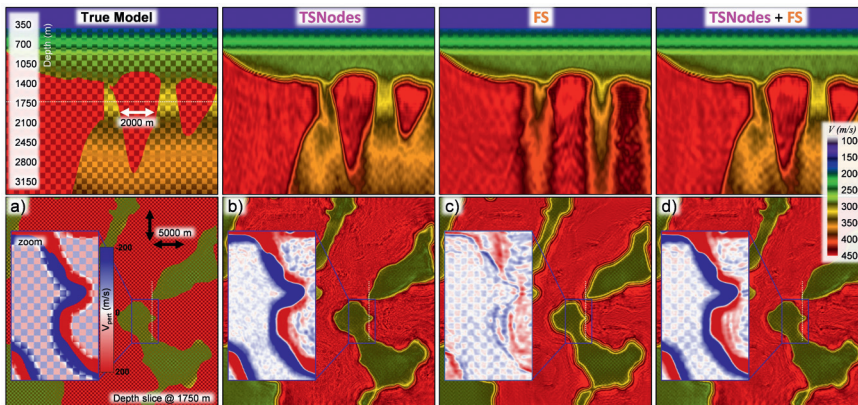 True Model
TSNodes
FS
TSNodes + FS
350
700
1050
1400
1750
2100
2450
2800
3150
Depth (m)
2000 m
V (m/s)
100
150
200
250
300
350
400
450
a)
b)
c)
d)
zoom
5000 m
-200
0
200
Vpert (m/s)
Depth slice @ 1750 m